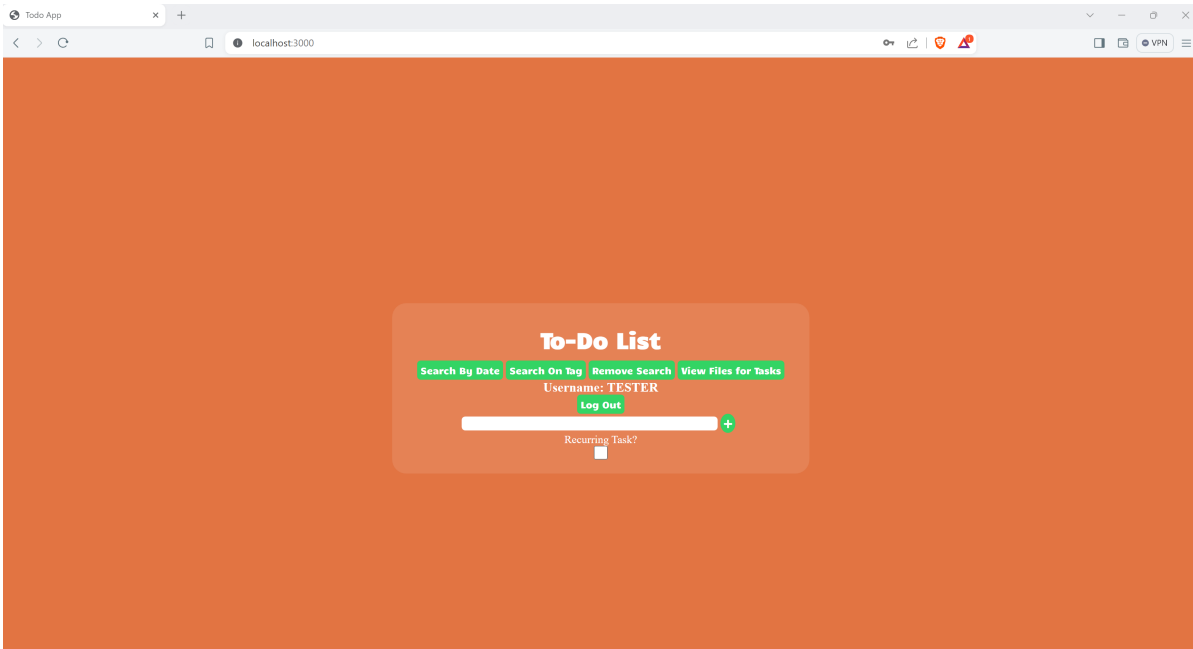 Todo App
localhost:3000
1
VPN
To-Do List
Search By Date Search On Tag Remove Search View Files for Tasks
Username: TESTER
Log Out
+
Recurring Task?